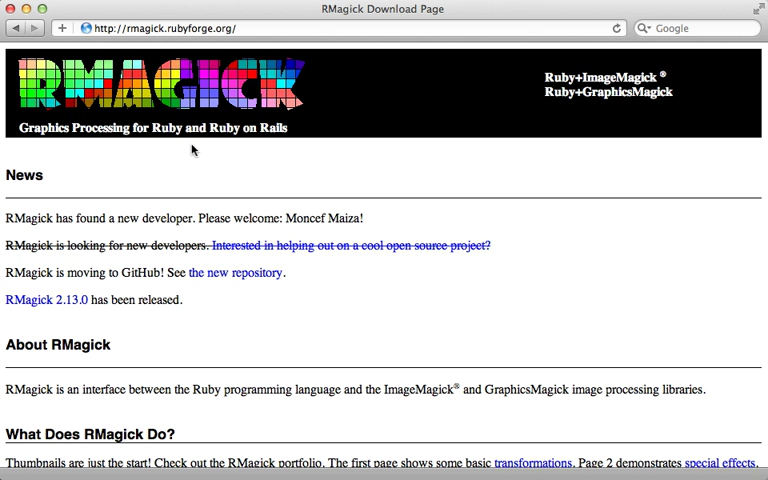 RMagick Download Page
http://rmagick.rubyforge.org/
Google
RMAGICK
Ruby+ImageMagick ®
Ruby+GraphicsMagick
Graphics Processing for Ruby and Ruby on Rails
News
RMagick has found a new developer. Please welcome: Moncef Maiza!
RMagick is looking for new developers. Interested in helping out on a cool open source project?
RMagick is moving to GitHub! See the new repository.
RMagick 2.13.0 has been released.
About RMagick
RMagick is an interface between the Ruby programming language and the ImageMagick® and GraphicsMagick image processing libraries.
What Does RMagick Do?
Thumbnails are just the start! Check out the RMagick portfolio. The first page shows some basic transformations. Page 2 demonstrates special effects,